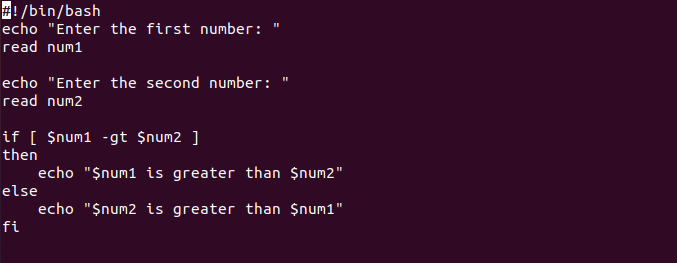 #!/bin/bash
echo "Enter the first number: "
read num1

echo "Enter the second number: "
read num2

if [ $num1 -gt $num2 ]
then
    echo "$num1 is greater than $num2"
else
    echo "$num2 is greater than $num1"
fi